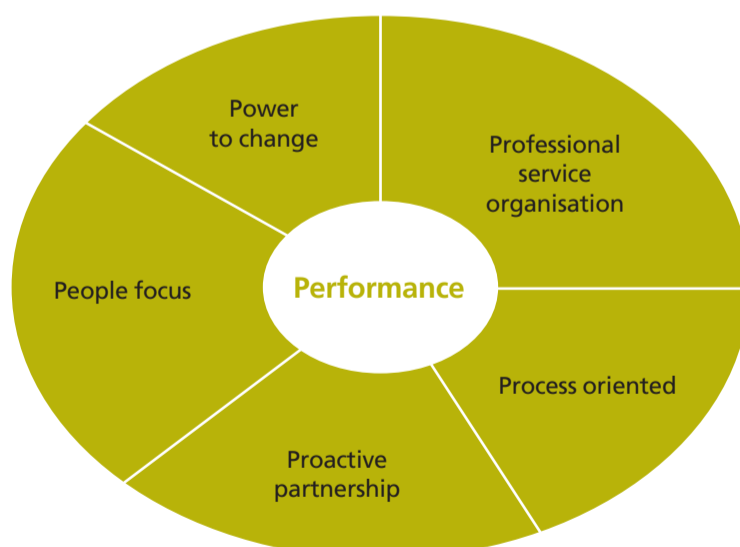 Power
to change
Professional
service
organisation
People focus
Performance
Process oriented
Proactive
partnership